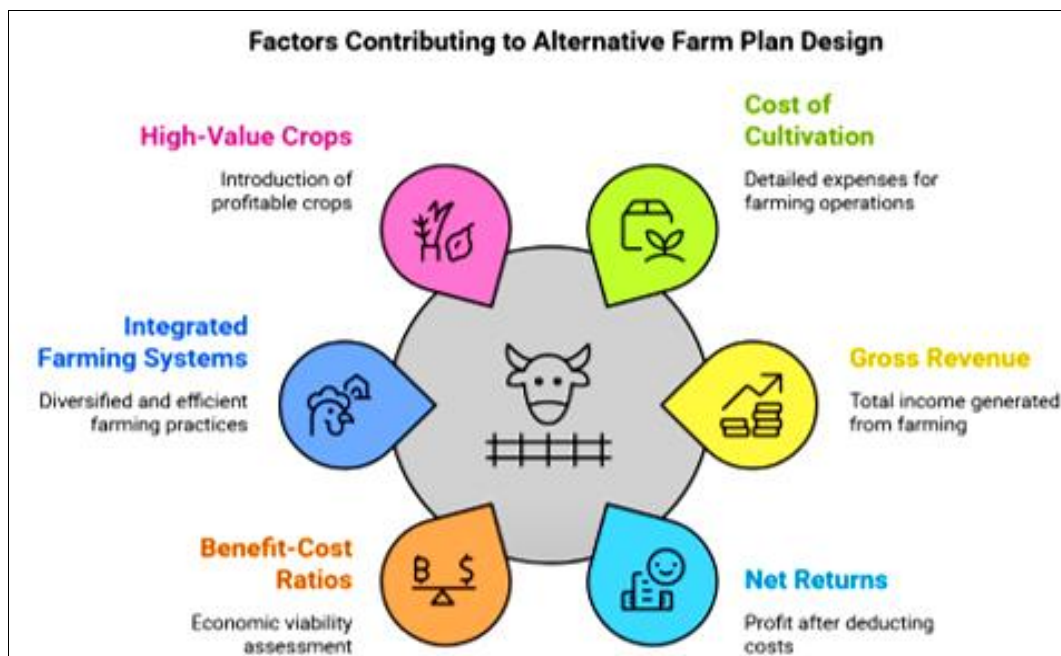 Factors Contributing to Alternative Farm Plan Design
High-Value Crops
Introduction of
profitable crops
Cost of
Cultivation
Detailed expenses for
farming operations
Integrated
Farming Systems
Diversified and efficient
farming practices
Gross Revenue
Total income generated
from farming
Benefit-Cost
Ratios
Economic viability
assessment
B $
Net Returns
Profit after deducting
costs